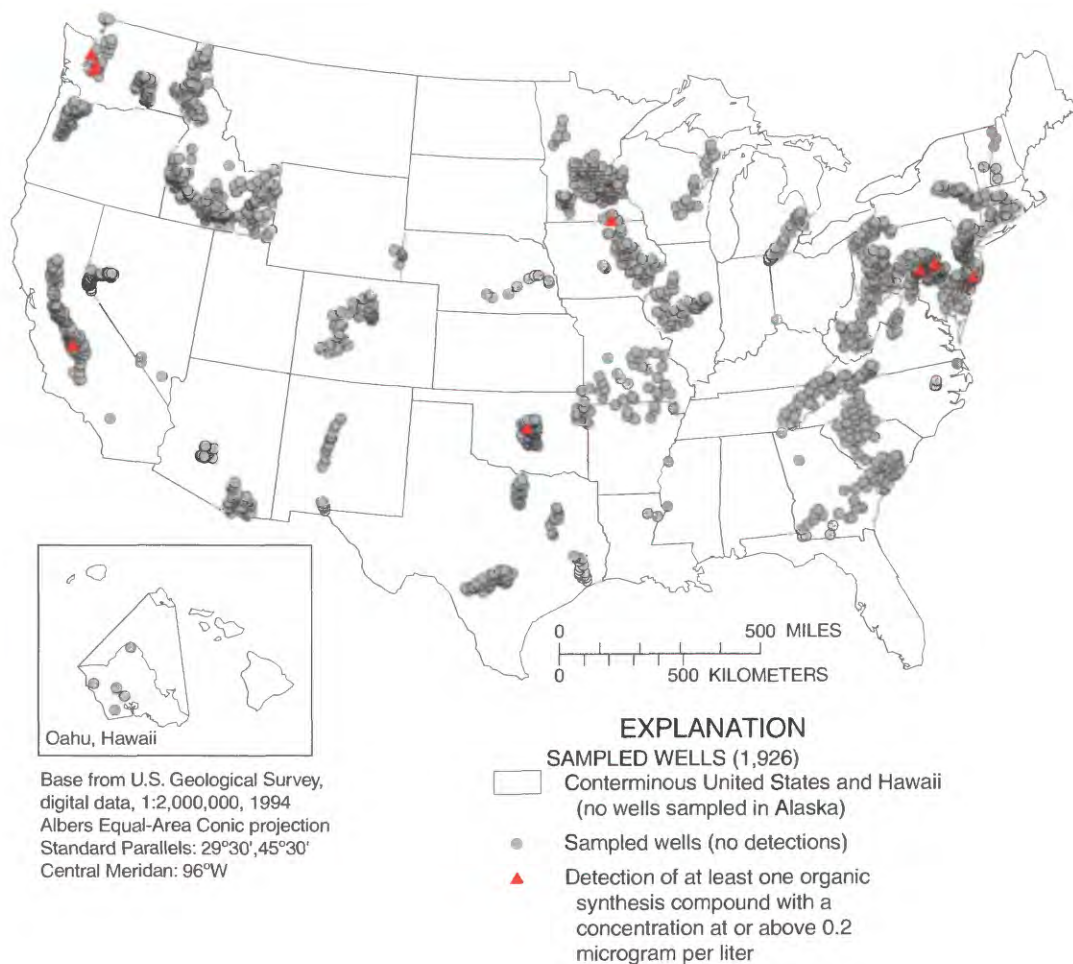 0 500 MILES
0 500 KILOMETERS
Oahu, Hawaii
Base from U.S. Geological Survey,
digital data, 1:2,000,000, 1994
Albers Equal-Area Conic projection
Standard Parallels: 29°30',45°30'
Central Meridian: 96°W
EXPLANATION
SAMPLED WELLS (1,926)
Conterminous United States and Hawaii
(no wells sampled in Alaska)
Sampled wells (no detections)
Detection of at least one organic
synthesis compound with a
concentration at or above 0.2
microgram per liter